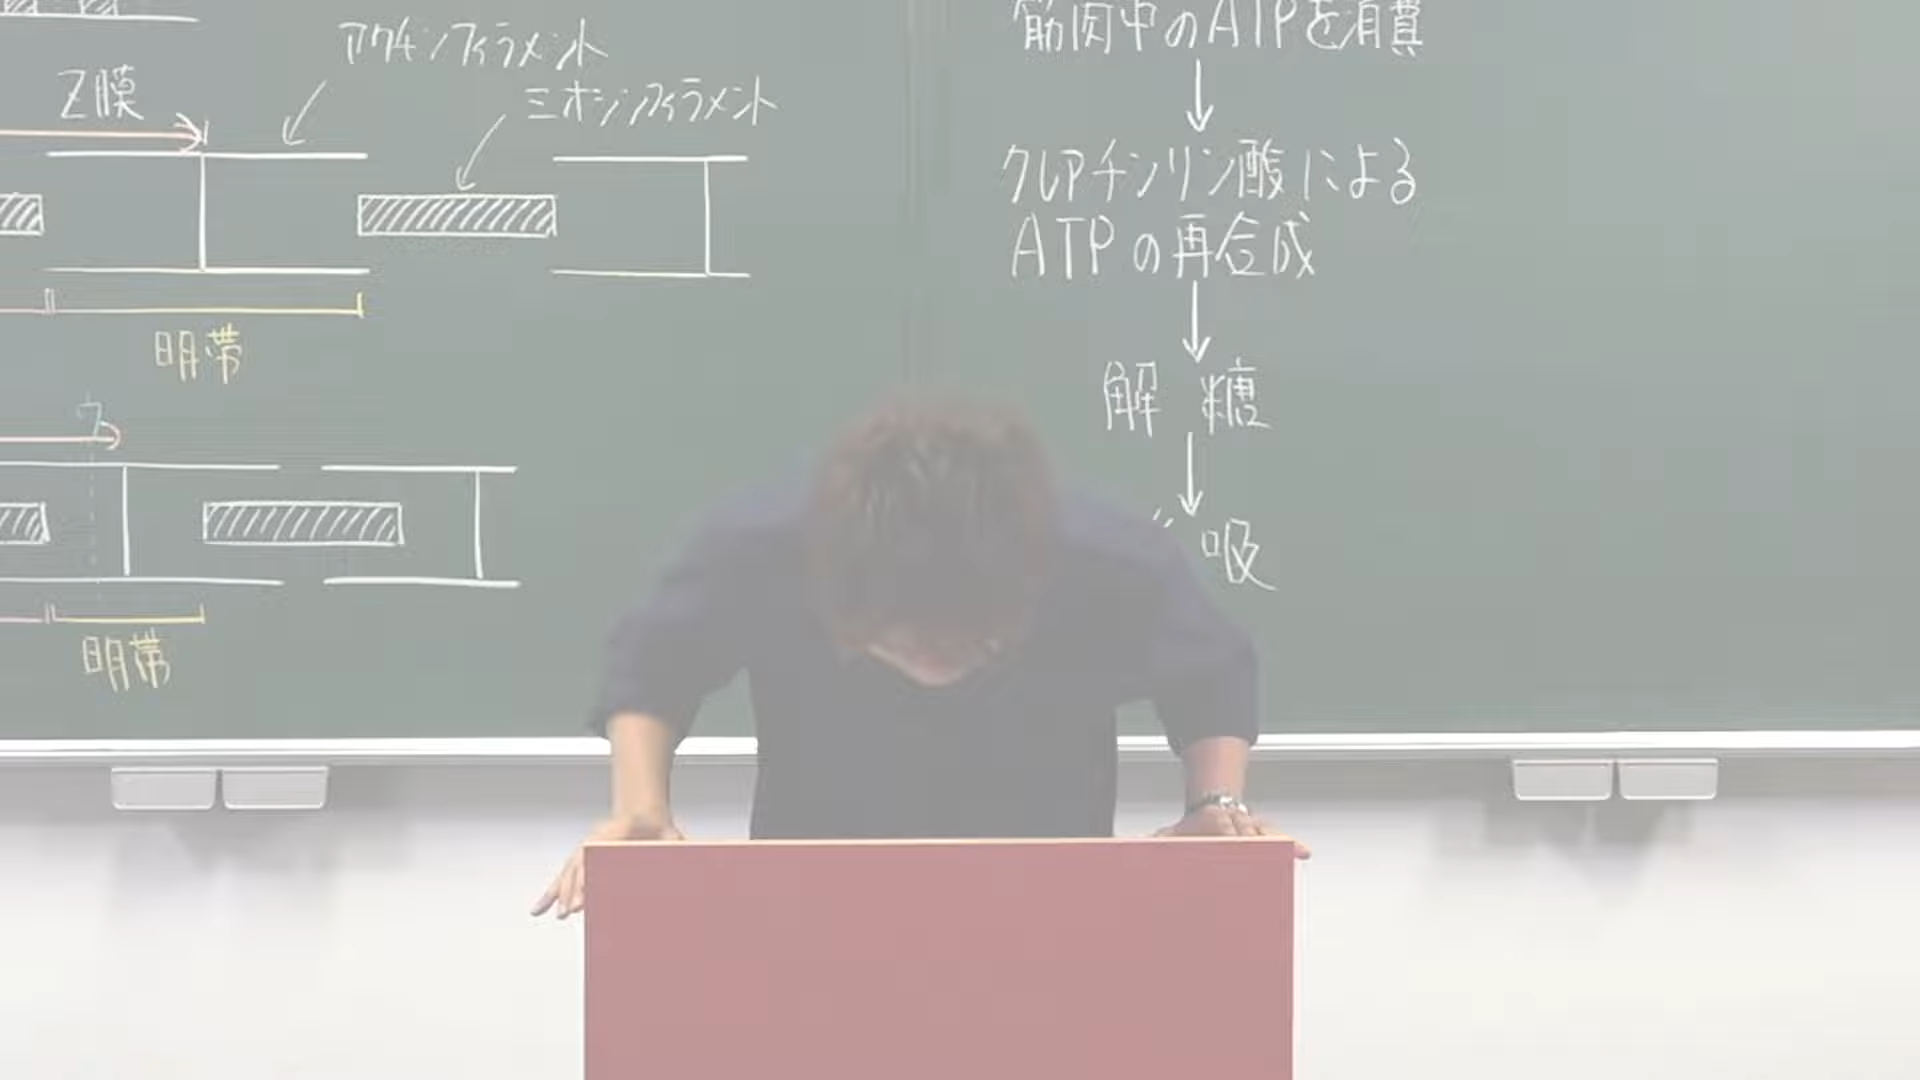 アクチンフィラメント
Z膜
ミオシンフィラメント
明帯
明帯
筋肉中のATPを消費
↓
クレアチンリン酸による
ATPの再合成
↓
解糖
↓
吸